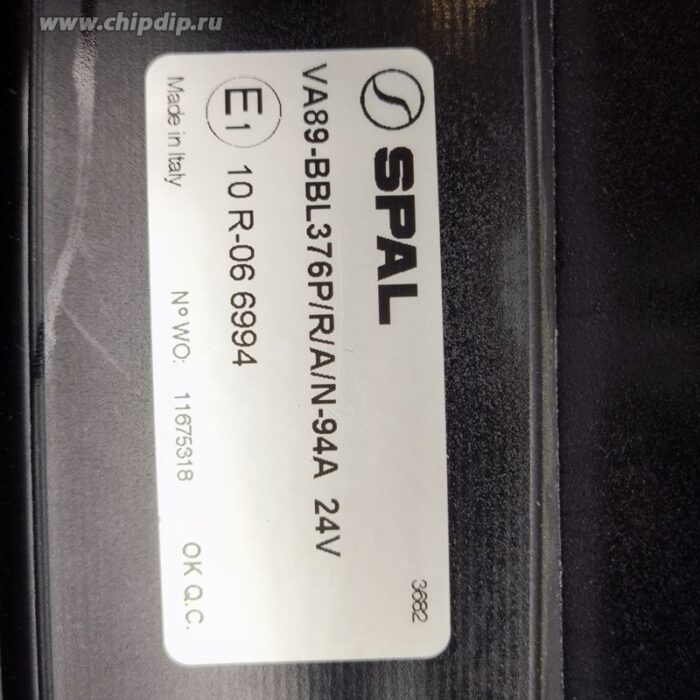 www.chipdip.ru
SPAL
3682
VA89-BBL376P/R/A/N-94A 24V
E1 10 R-06 6994
Made in Italy N° WO: 11675318 OK Q.C.